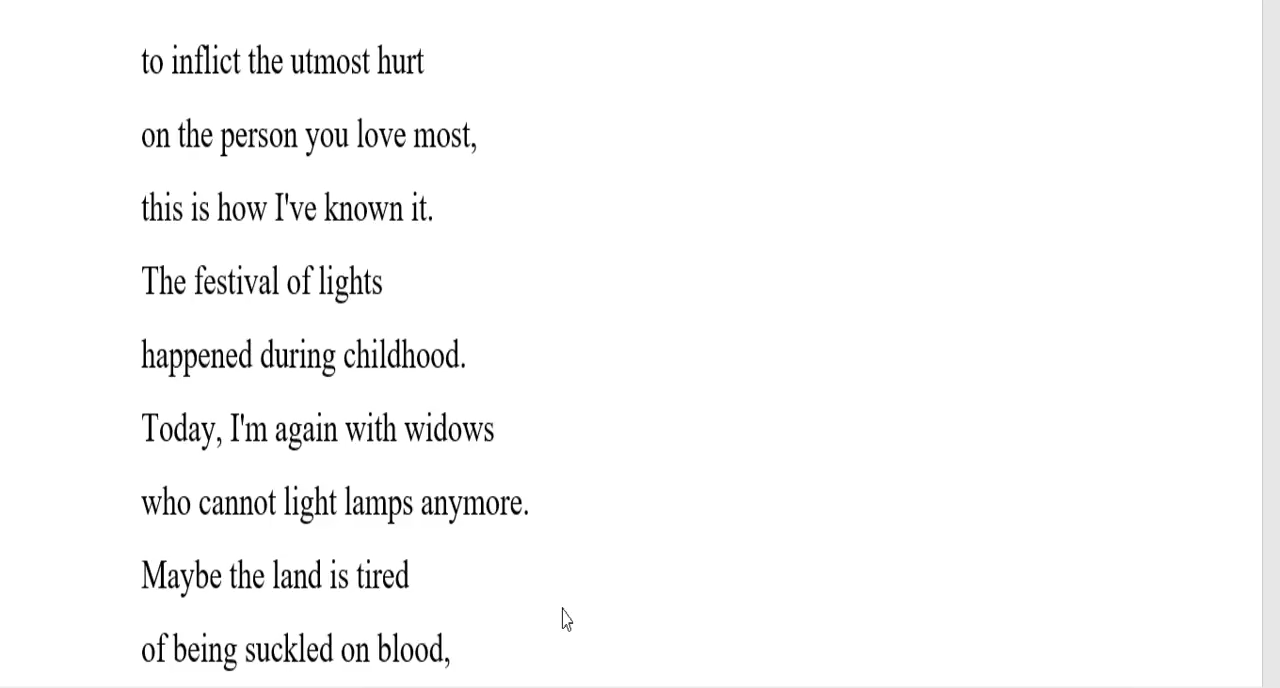 to inflict the utmost hurt
on the person you love most,
this is how I've known it.
The festival of lights
happened during childhood.
Today, I'm again with widows
who cannot light lamps anymore.
Maybe the land is tired
of being suckled on blood,